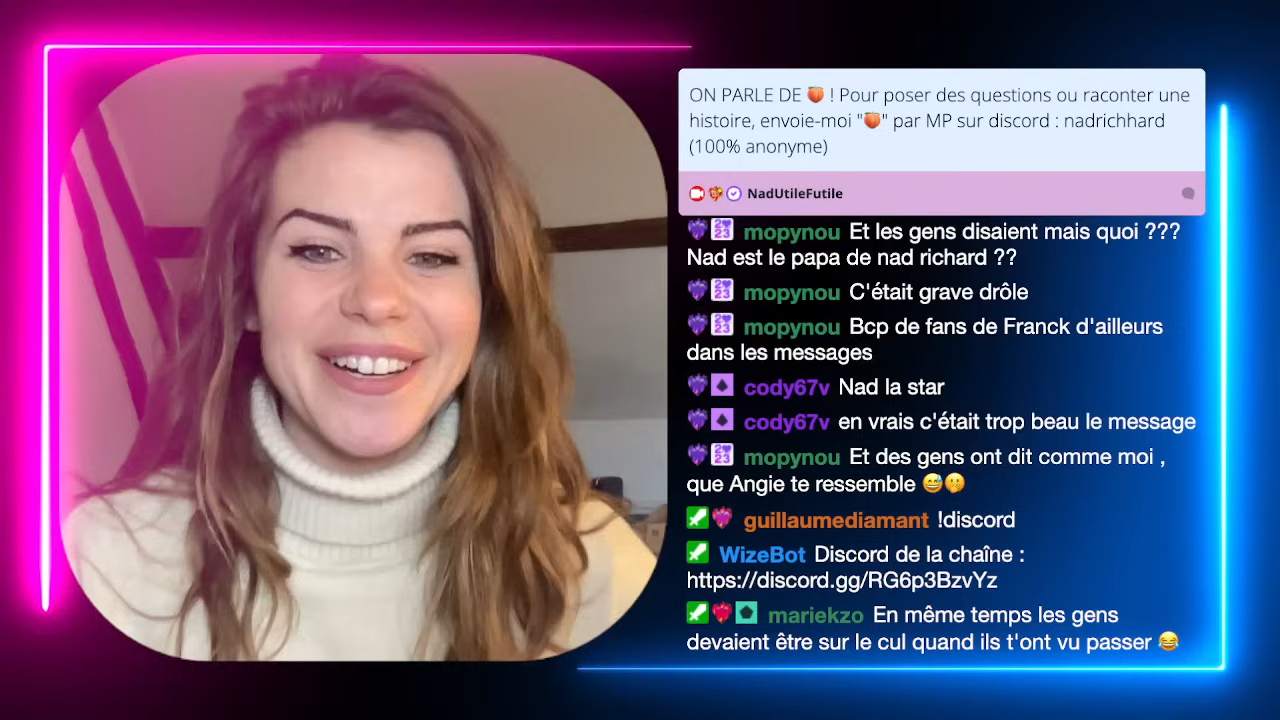 ON PARLE DE 🍑 ! Pour poser des questions ou raconter une
histoire, envoie-moi "🍑" par MP sur discord : nadrichhard
(100% anonyme)
NadUtileFutile
mopynou Et les gens disaient mais quoi ???
Nad est le papa de nad richard ??
mopynou C'était grave drôle
mopynou Bcp de fans de Franck d'ailleurs
dans les messages
cody67v Nad la star
cody67v en vrais c'était trop beau le message
mopynou Et des gens ont dit comme moi ,
que Angie te ressemble 😅🤫
guillaumediamant !discord
WizeBot Discord de la chaîne :
https://discord.gg/RG6p3BzvYz
mariekzo En même temps les gens
devaient être sur le cul quand ils t'ont vu passer 😂